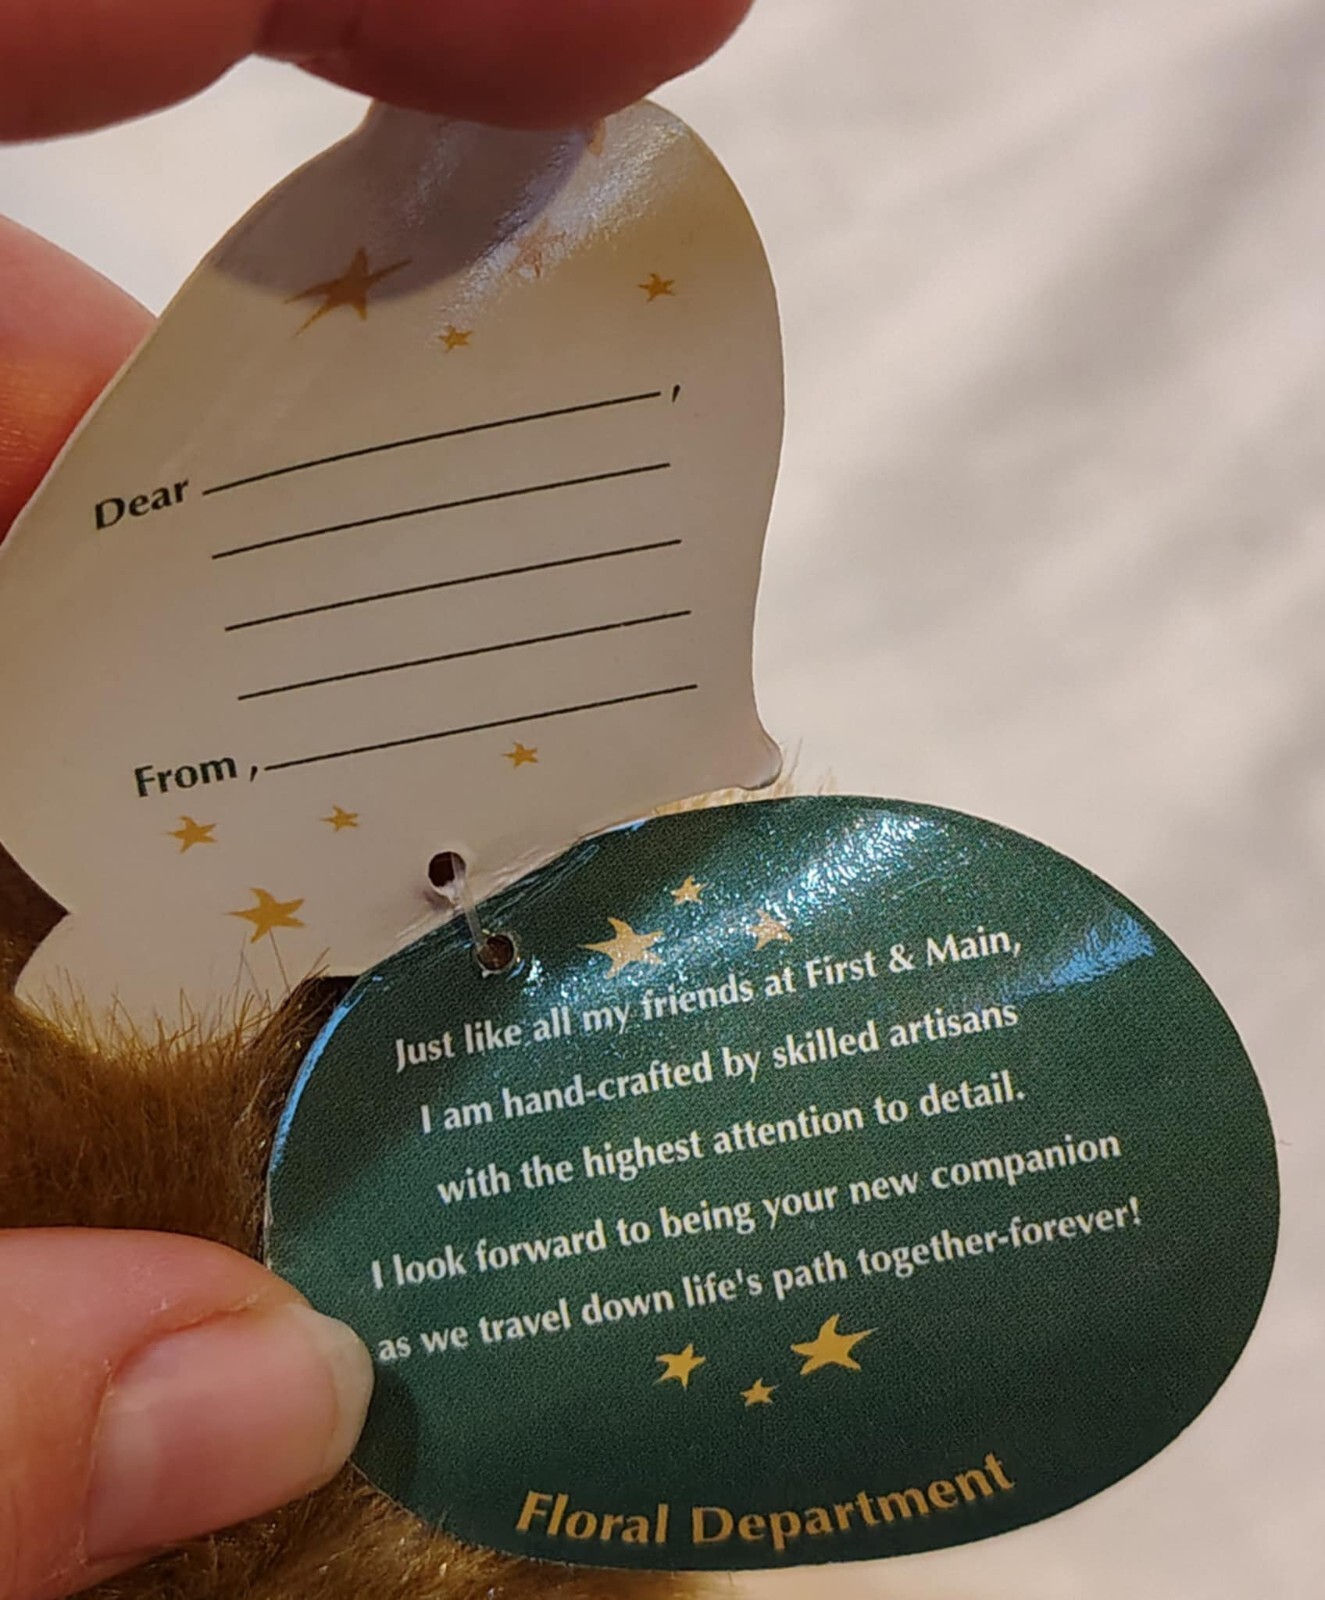 Dear ,
From ,
Just like all my friends at First & Main,
I am hand-crafted by skilled artisans
with the highest attention to detail.
I look forward to being your new companion
as we travel down life's path together-forever!
Floral Department